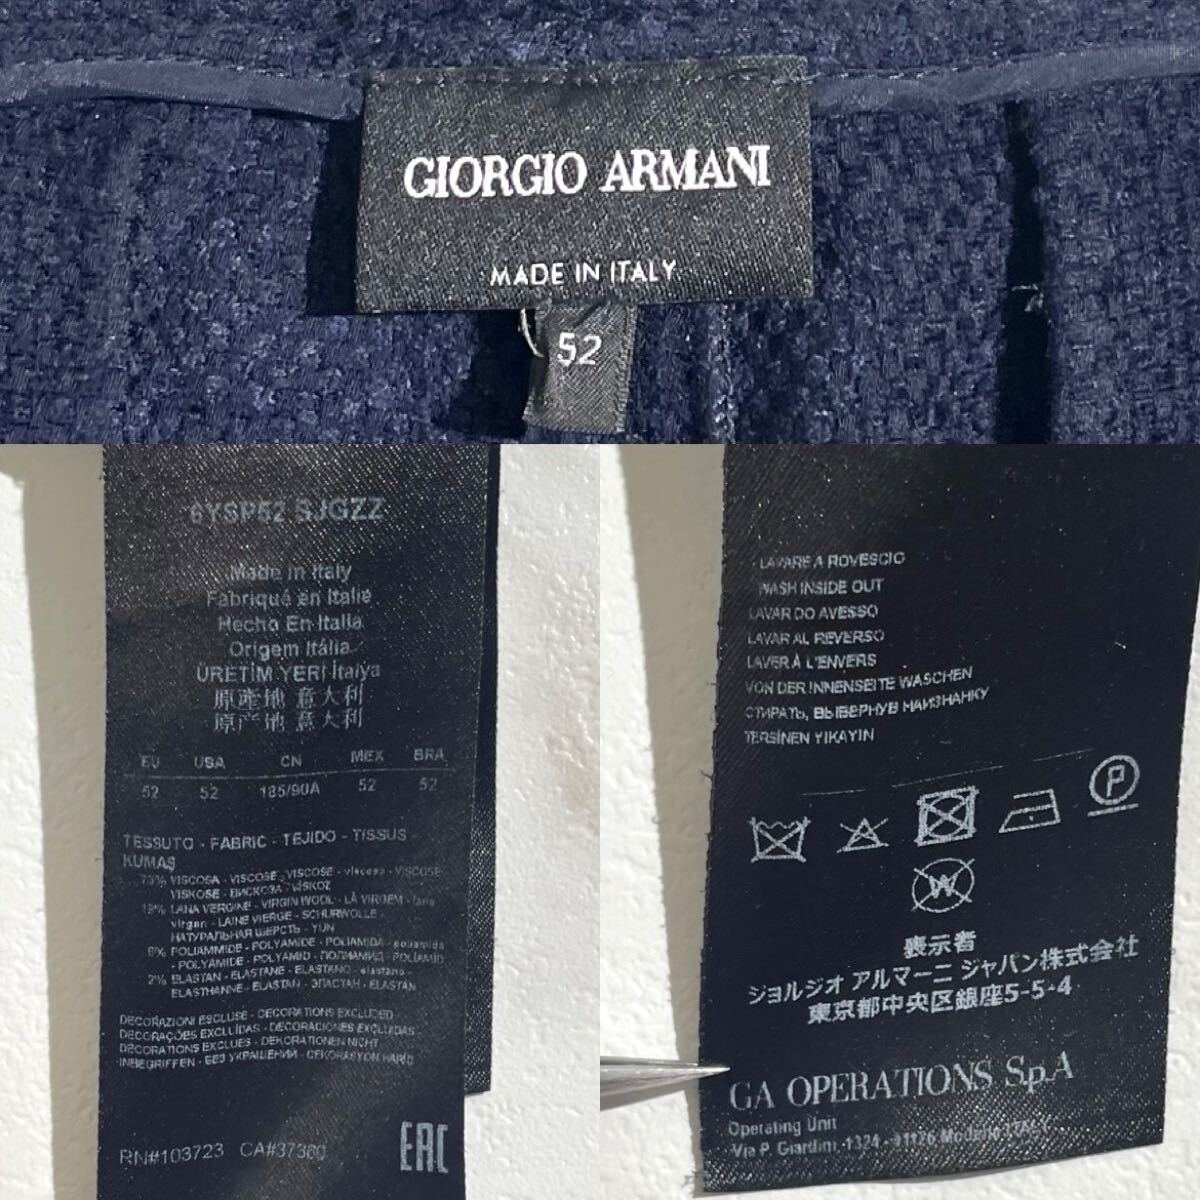 GIORGIO ARMANI
MADE IN ITALY
52
6YSP52 SJGZZ
Made in Italy
Fabriqué en Italie
Hecho En Italia
Origem Itália
ÜRETİM YERİ İtalya
原産地 意大利
原产地 意大利
EU USA CN MEX BRA
52 52 185/90A 52 52
TESSUTO - FABRIC - TEJIDO - TISSUS
KUMAŞ
73% VISCOSA - VISCOSE - VISCOSE - viscosa - VISCOSE
VISKOSE - ВИСКОЗА - VİSKOZ
19% LANA VERGINE - VIRGIN WOOL - LÃ VIRGEM - lana
virgen - LAINE VIERGE - SCHURWOLLE -
НАТУРАЛЬНАЯ ШЕРСТЬ - YÜN
6% POLIAMMIDE - POLYAMIDE - POLIAMIDA - poliamida
- POLYAMIDE - POLYAMID - ПОЛИАМИД - POLİAMİD
2% ELASTAN - ELASTANE - ELASTANO - elastano -
ELASTHANNE - ELASTAN - ЭЛАСТАН - ELASTAN
DECORAZIONI ESCLUSE - DECORATIONS EXCLUDED
DECORAÇÕES EXCLUÍDAS - DECORACIONES EXCLUIDAS
DÉCORATIONS EXCLUES - DEKORATIONEN NICHT
INBEGRIFFEN - БЕЗ УКРАШЕНИЙ - DEKORASYON HARİÇ
RN#103723 CA#37380
EAC
LAVARE A ROVESCIO
WASH INSIDE OUT
LAVAR DO AVESSO
LAVAR AL REVERSO
LAVER À L'ENVERS
VON DER INNENSEITE WASCHEN
СТИРАТЬ, ВЫВЕРНУВ НАИЗНАНКУ
TERSİNEN YIKAYIN
P
W
表示者
ジョルジオ アルマーニ ジャパン株式会社
東京都中央区銀座5-5-4
GA OPERATIONS S.p.A
Operating Unit
Via P. Giardini -1324 - 41126 Modena ITALY